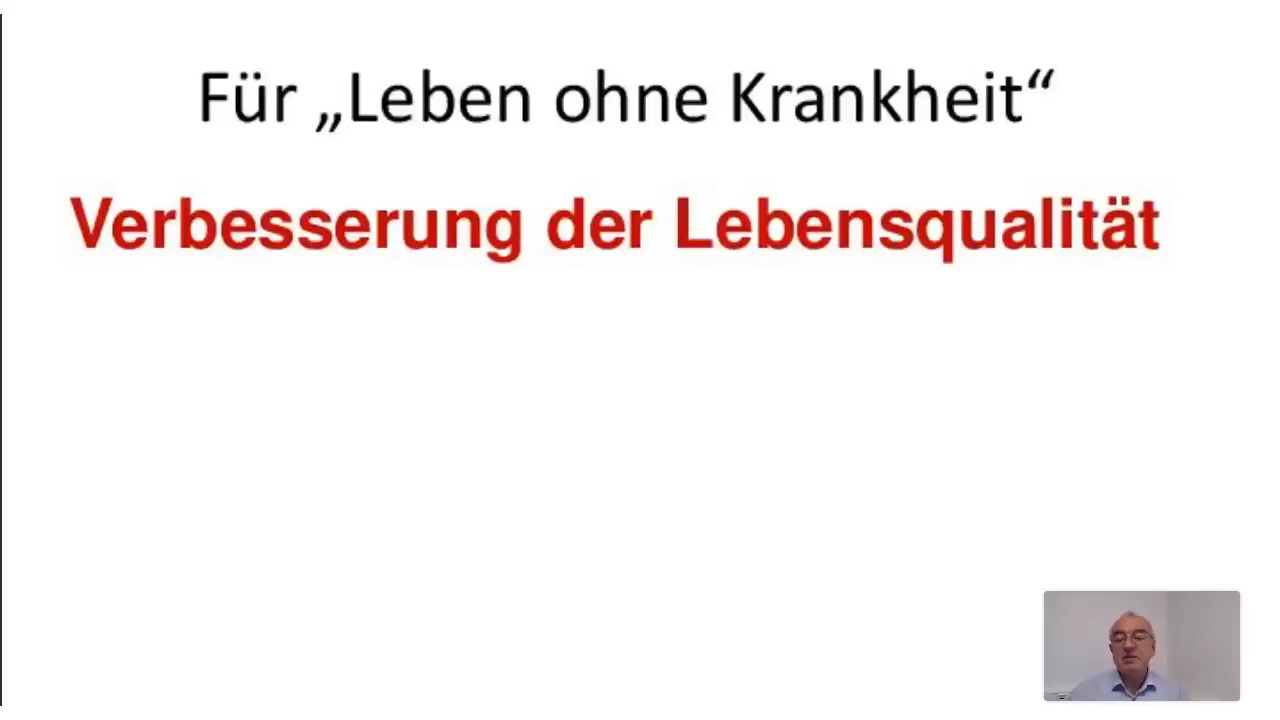 Für „Leben ohne Krankheit“
Verbesserung der Lebensqualität